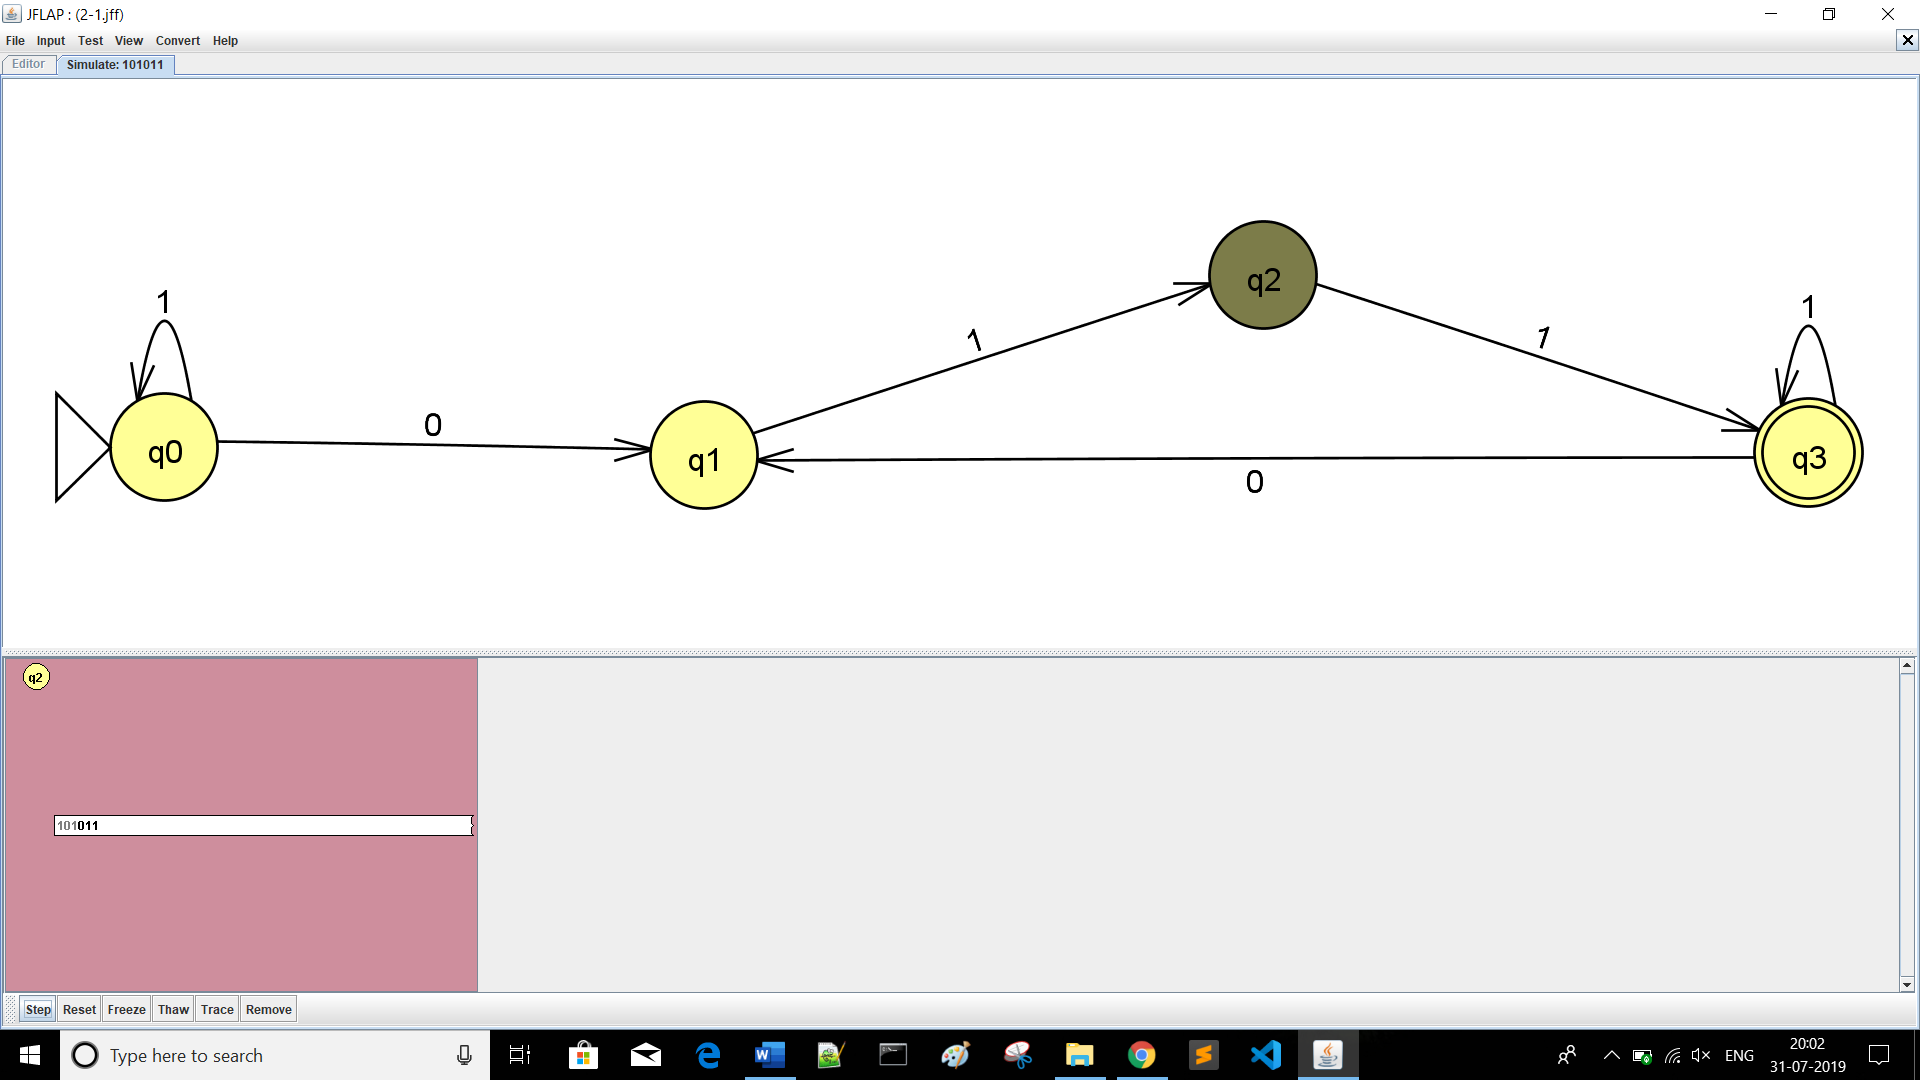 JFLAP : (2-1.jff)
File Input Test View Convert Help
Editor Simulate: 101011
1
q0
0
q1
1
q2
1
1
q3
0
q2
101011
Step Reset Freeze Thaw Trace Remove
Type here to search
ENG
20:02
31-07-2019